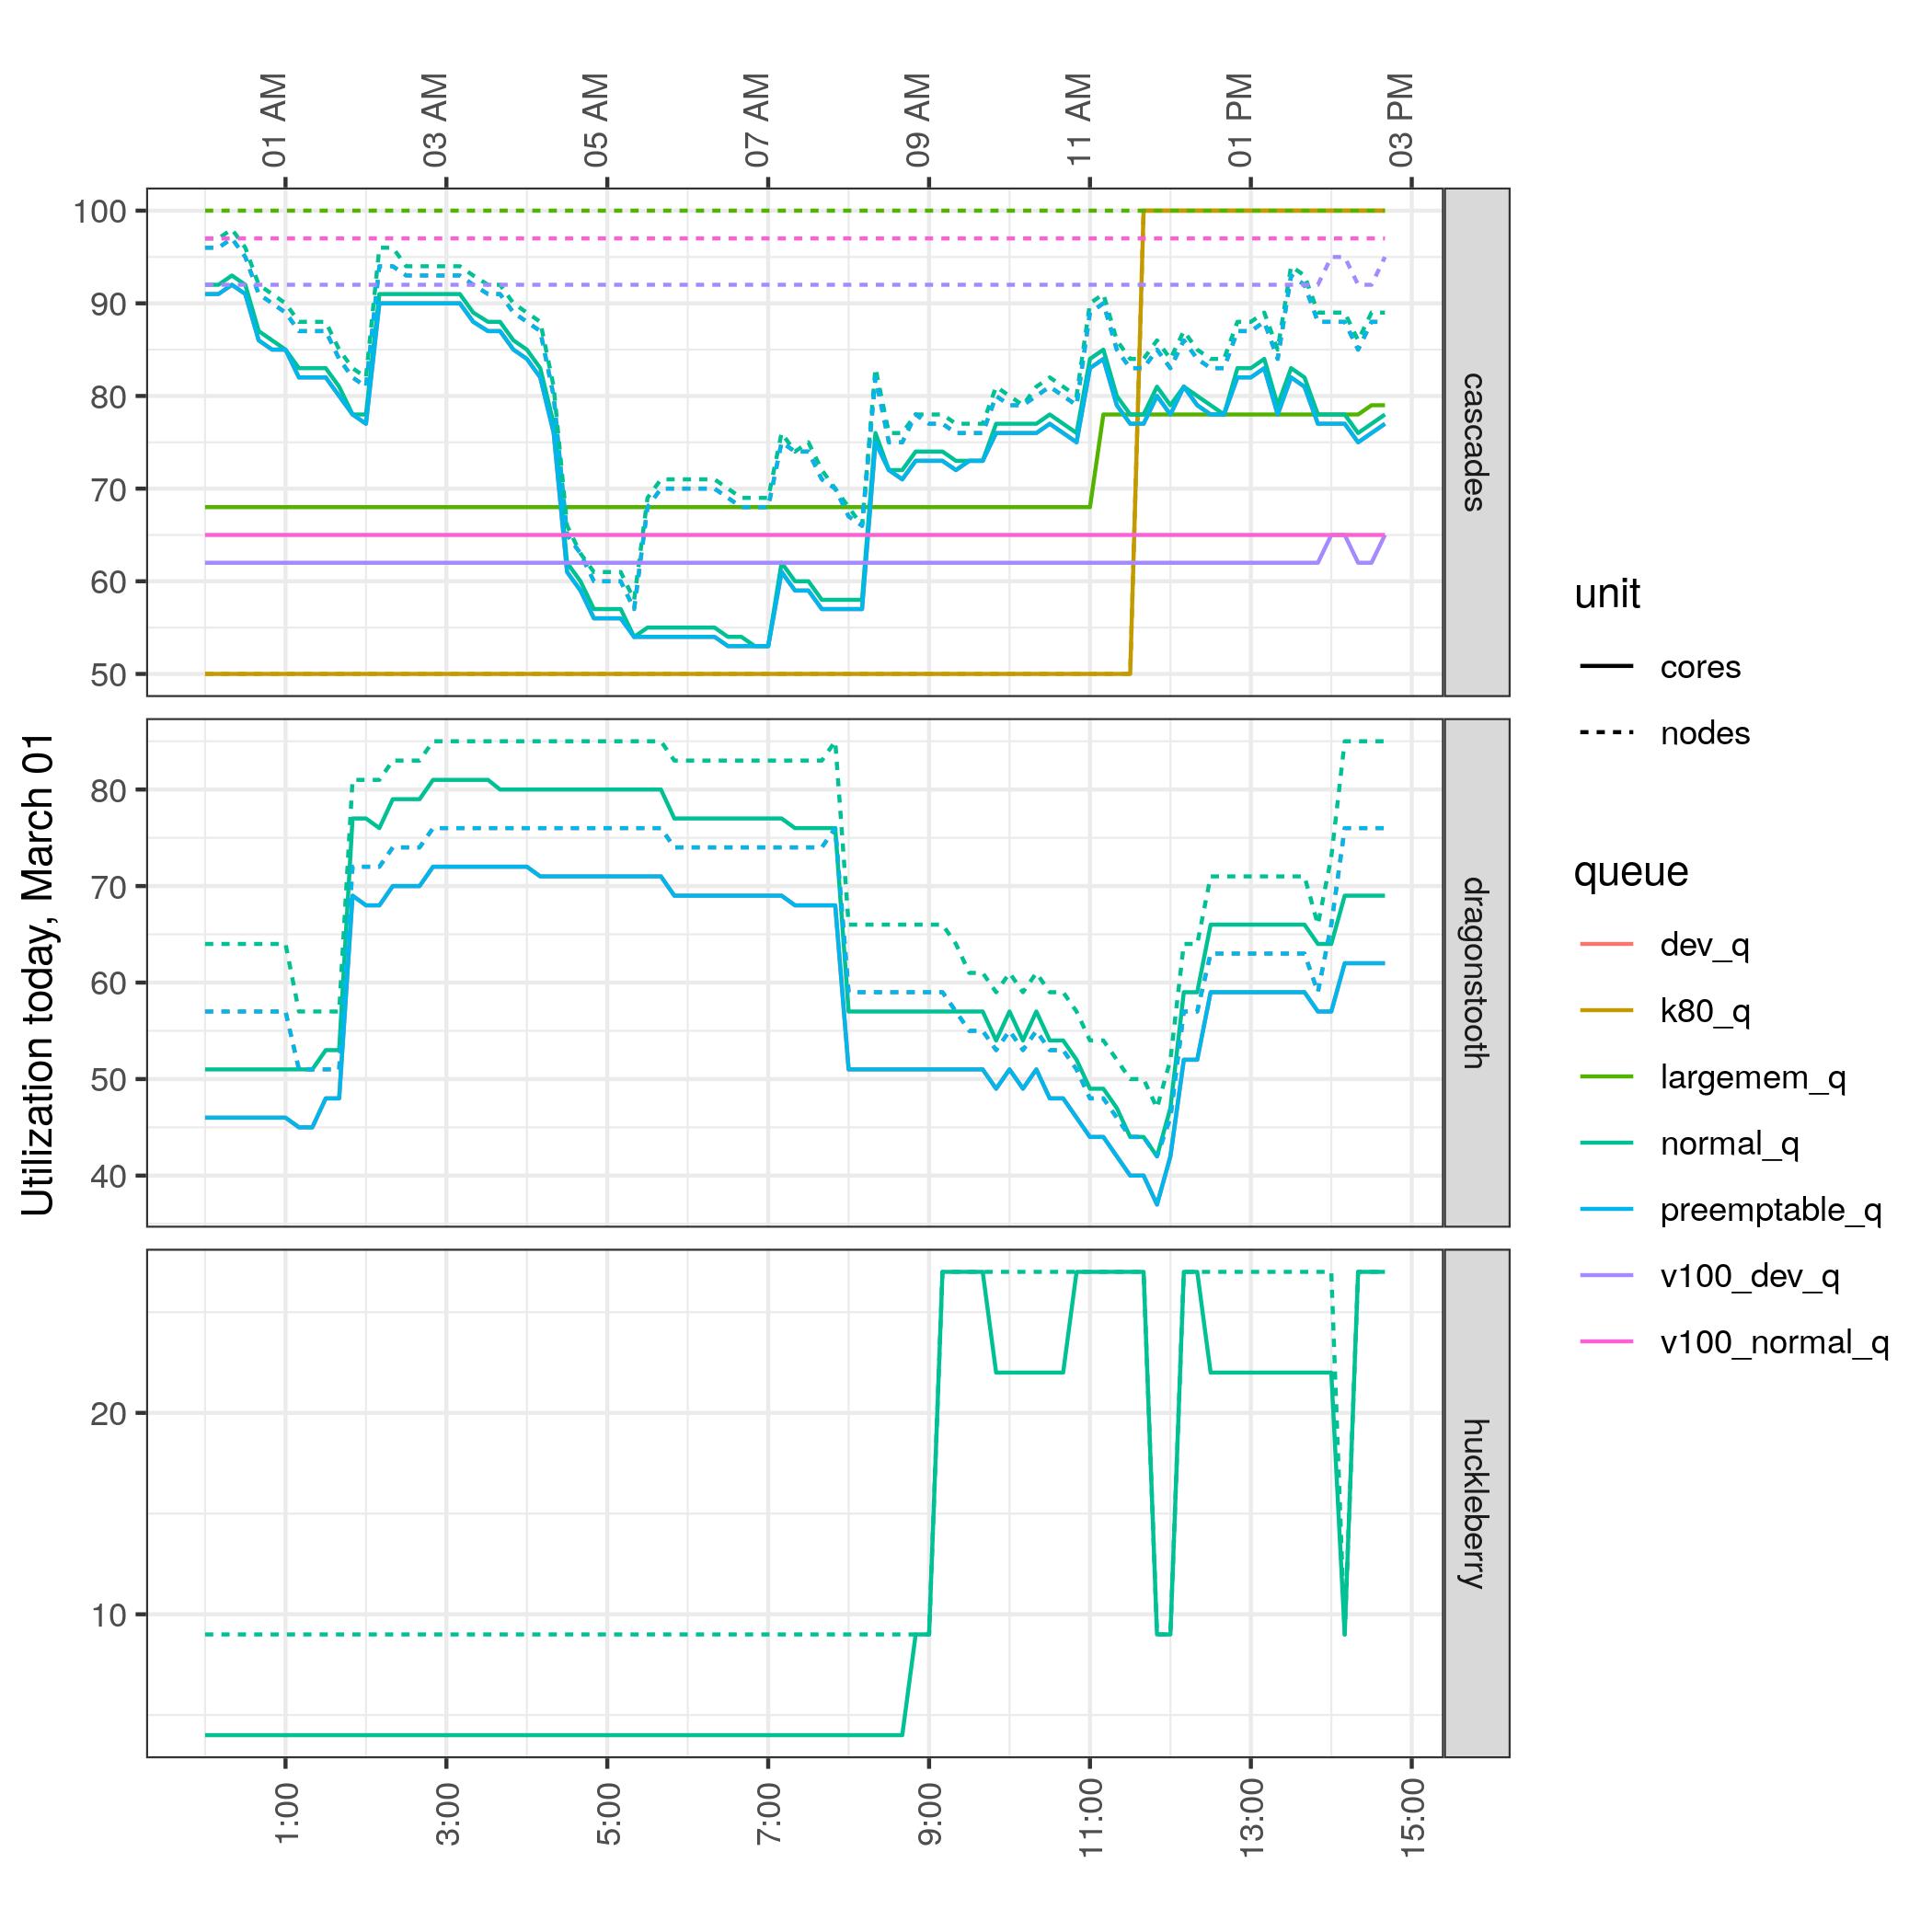 01 AM
03 AM
05 AM
07 AM
09 AM
11 AM
01 PM
03 PM
Utilization today, March 01
100
90
80
70
60
50
cascades
80
70
60
50
40
dragonstooth
20
10
huckleberry
1:00
3:00
5:00
7:00
9:00
11:00
13:00
15:00
unit
cores
nodes
queue
dev_q
k80_q
largemem_q
normal_q
preemptable_q
v100_dev_q
v100_normal_q